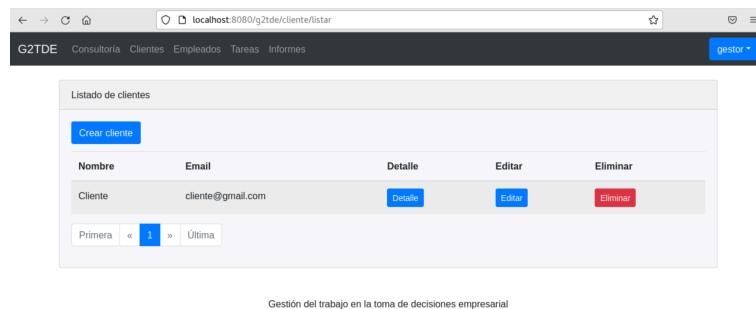 localhost:8080/g2tde/cliente/listar
G2TDE Consultoría Clientes Empleados Tareas Informes gestor
Listado de clientes
Crear cliente
Nombre Email Detalle Editar Eliminar
Cliente cliente@gmail.com Detalle Editar Eliminar
Primera « 1 » Última
Gestión del trabajo en la toma de decisiones empresarial